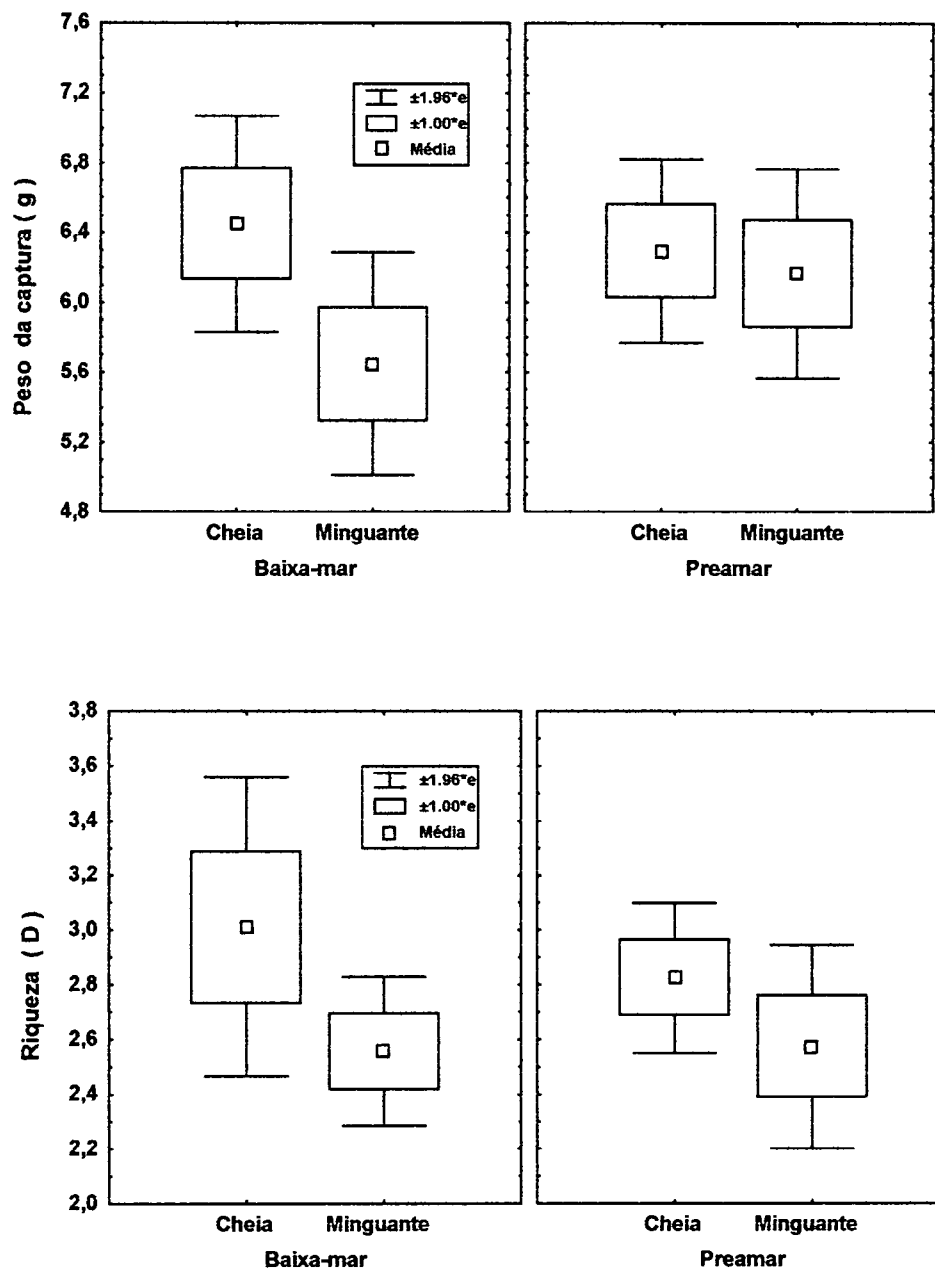 Peso da captura ( g )
7,6
7,2
6,8
6,4
6,0
5,6
5,2
4,8
±1.96*e
±1.00*e
Média
Cheia Minguante
Baixa-mar
Cheia Minguante
Preamar
Riqueza ( D )
3,8
3,6
3,4
3,2
3,0
2,8
2,6
2,4
2,2
2,0
±1.96*e
±1.00*e
Média
Cheia Minguante
Baixa-mar
Cheia Minguante
Preamar